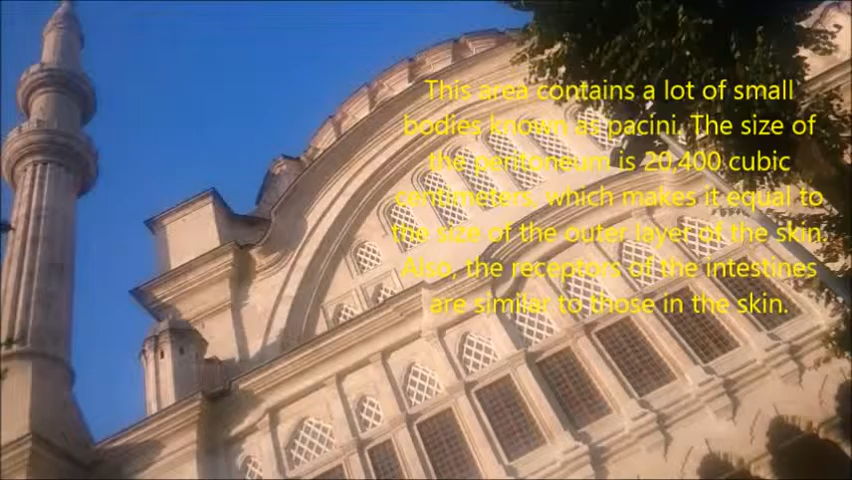 This area contains a lot of small
bodies known as pacini. The size of
the peritoneum is 20,400 cubic
centimeters, which makes it equal to
the size of the outer layer of the skin.
Also, the receptors of the intestines
are similar to those in the skin.